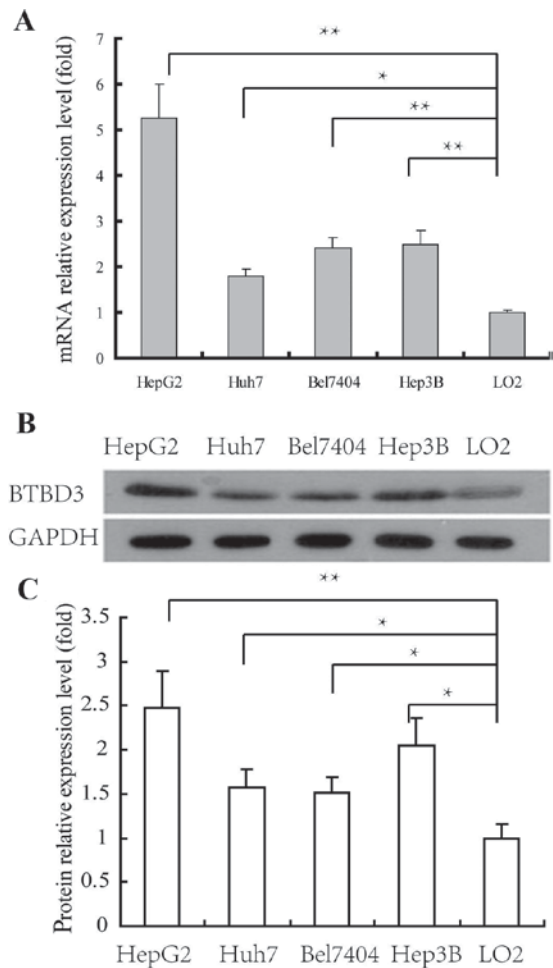 A
mRNA relative expression level (fold)
7
6
5
4
3
2
1
0
**
*
**
**
HepG2 Huh7 Bel7404 Hep3B LO2
B
HepG2 Huh7 Bel7404 Hep3B LO2
BTBD3
GAPDH
C
Protein relative expression level (fold)
3.5
3
2.5
2
1.5
1
0.5
0
**
*
*
*
HepG2 Huh7 Bel7404 Hep3B LO2